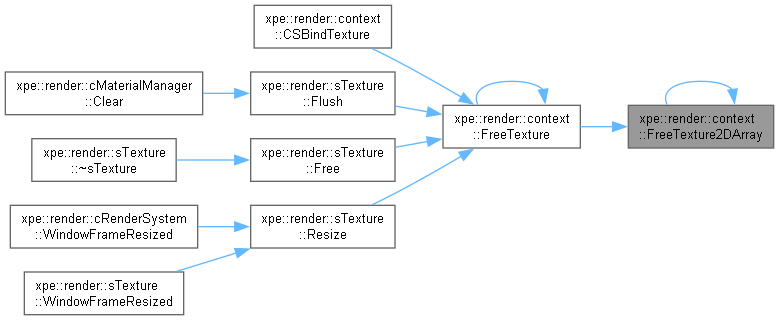 xpe::render::context
::CSBindTexture
xpe::render::cMaterialManager
::Clear
xpe::render::sTexture
::Flush
xpe::render::context
::FreeTexture
xpe::render::context
::FreeTexture2DArray
xpe::render::sTexture
::~sTexture
xpe::render::sTexture
::Free
xpe::render::cRenderSystem
::WindowFrameResized
xpe::render::sTexture
::Resize
xpe::render::sTexture
::WindowFrameResized